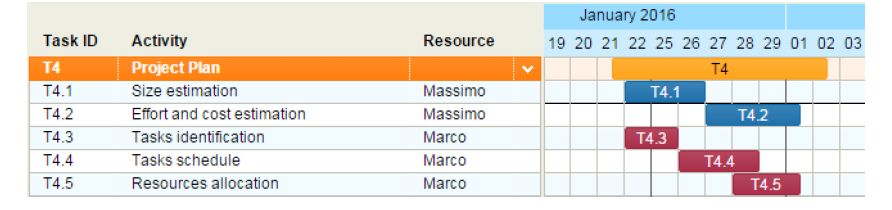 January 2016
Task ID Activity Resource 19 20 21 22 25 26 27 28 29 01 02 03
T4 Project Plan T4
T4.1 Size estimation Massimo T4.1
T4.2 Effort and cost estimation Massimo T4.2
T4.3 Tasks identification Marco T4.3
T4.4 Tasks schedule Marco T4.4
T4.5 Resources allocation Marco T4.5